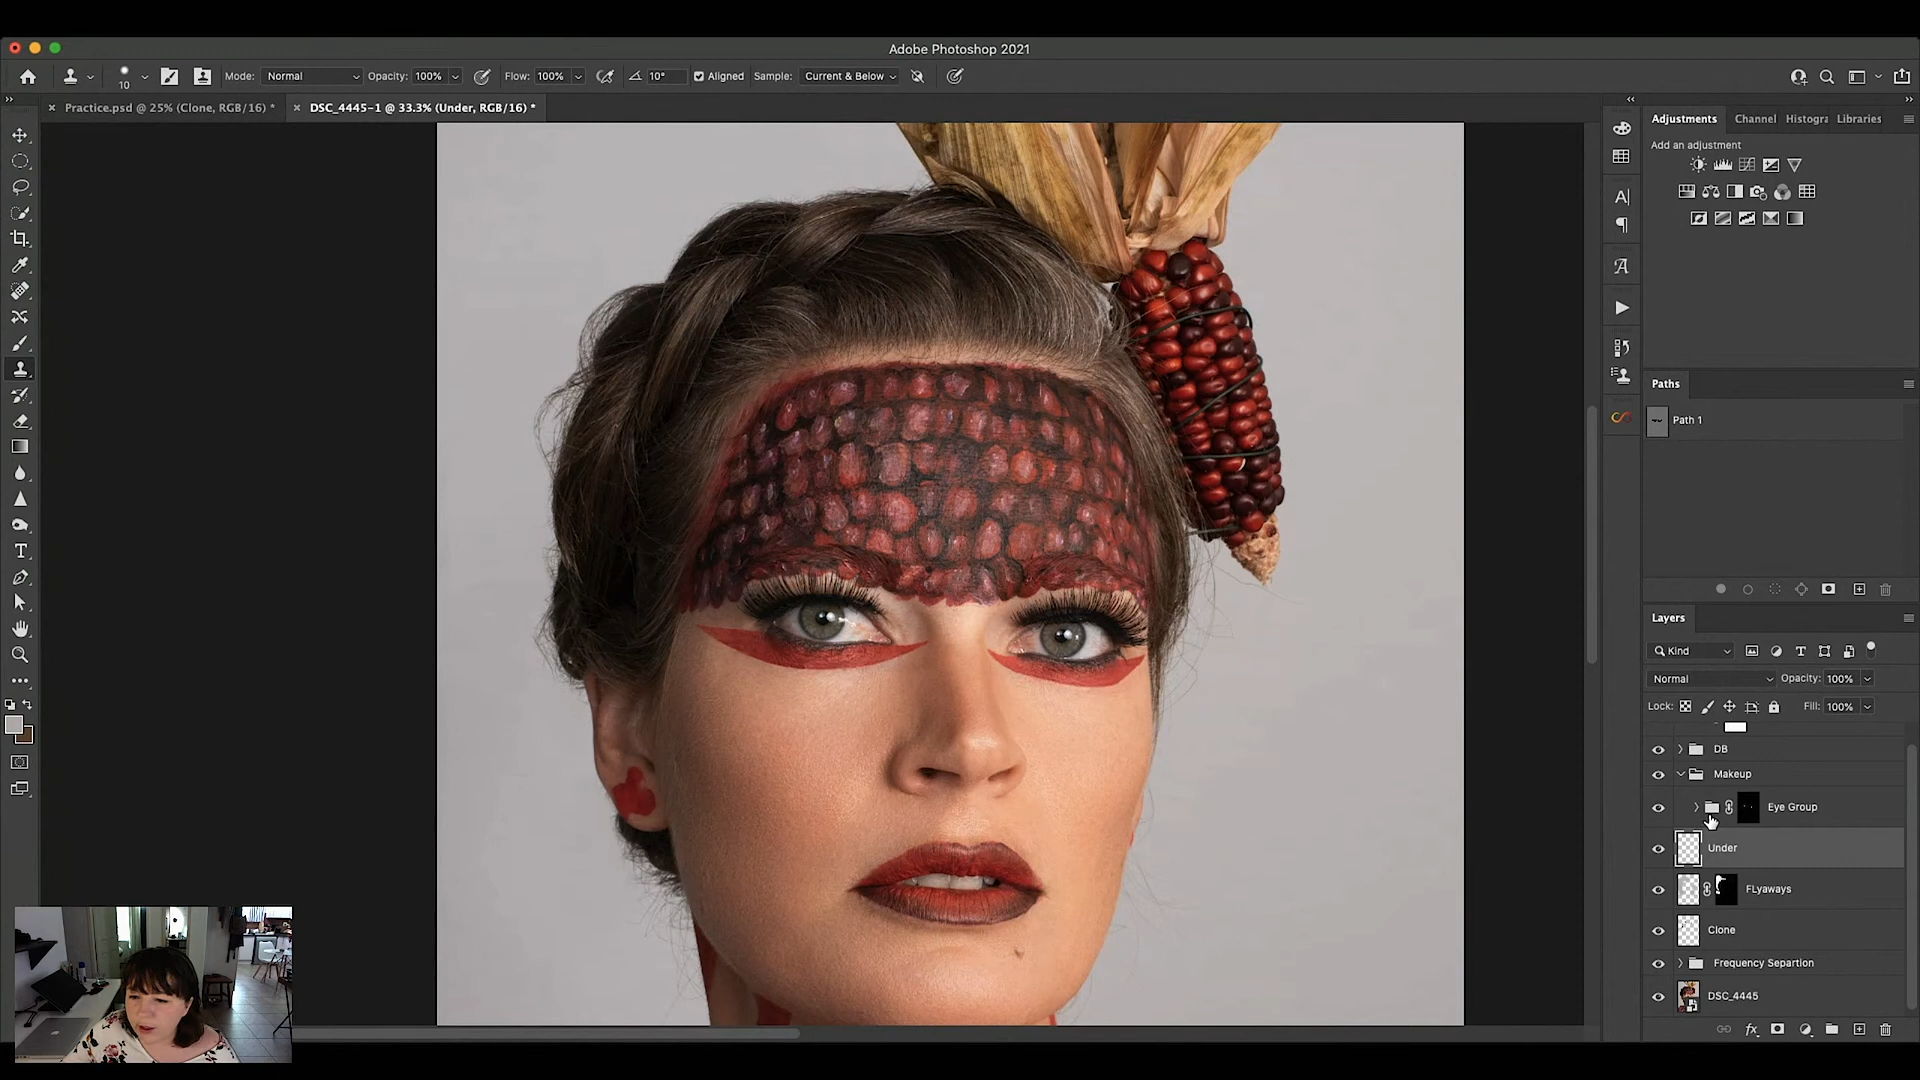 Adobe Photoshop 2021
10
Mode: Normal
Opacity: 100%
Flow: 100%
10°
Aligned
Sample: Current & Below
Practice.psd @ 25% (Clone, RGB/16) *
DSC_4445-1 @ 33.3% (Under, RGB/16) *
Adjustments
Channel
Histogra
Libraries
Add an adjustment
Paths
Path 1
Layers
Kind
Normal
Opacity: 100%
Lock:
Fill: 100%
DB
Makeup
Eye Group
Under
FLyaways
Clone
Frequency Separtion
DSC_4445